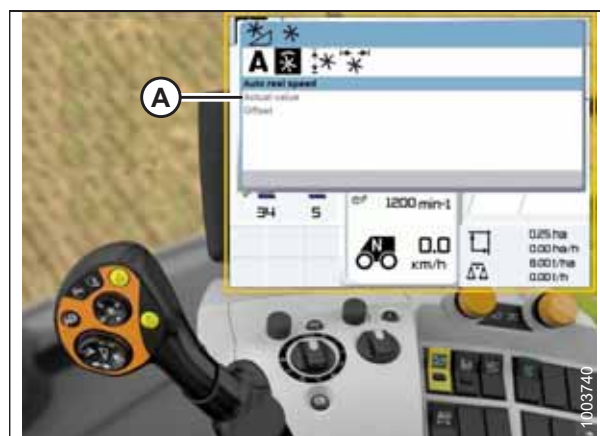 A
Auto reel speed
A
Actual value
Offset
34
5
1200 min-1
N
0.0
км/h
0.25 ha
0.00 ha/h
0.00 l/ha
0.00 l/h
1003740